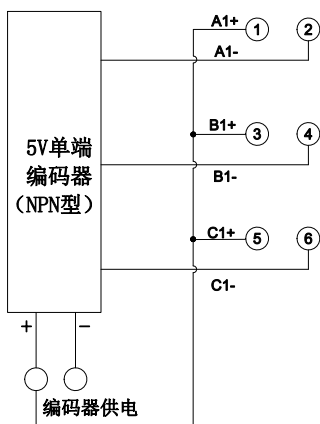 A1+ 1 2
A1-
B1+ 3 4
5V单端
编码器
（NPN型）
B1-
C1+ 5 6
C1-
+ −
编码器供电